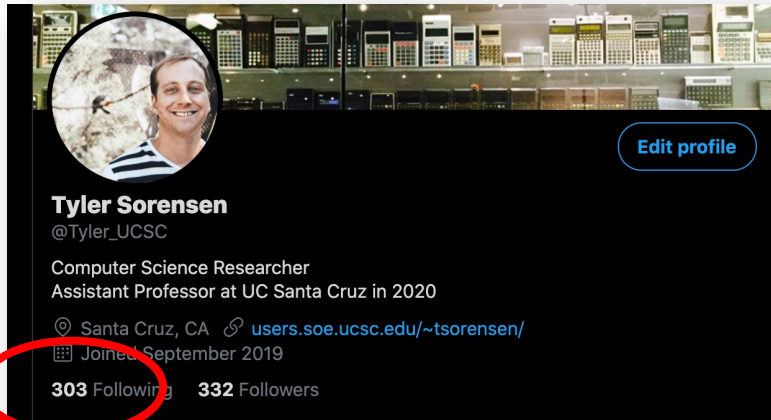 Edit profile
Tyler Sorensen
@Tyler_UCSC
Computer Science Researcher
Assistant Professor at UC Santa Cruz in 2020
Santa Cruz, CA users.soe.ucsc.edu/~tsorensen/
Joined September 2019
303 Following 332 Followers